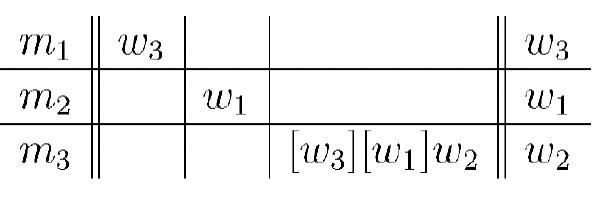 m₁ w₃ w₃
m₂ w₁ w₁
m₃ [w₃][w₁]w₂ w₂